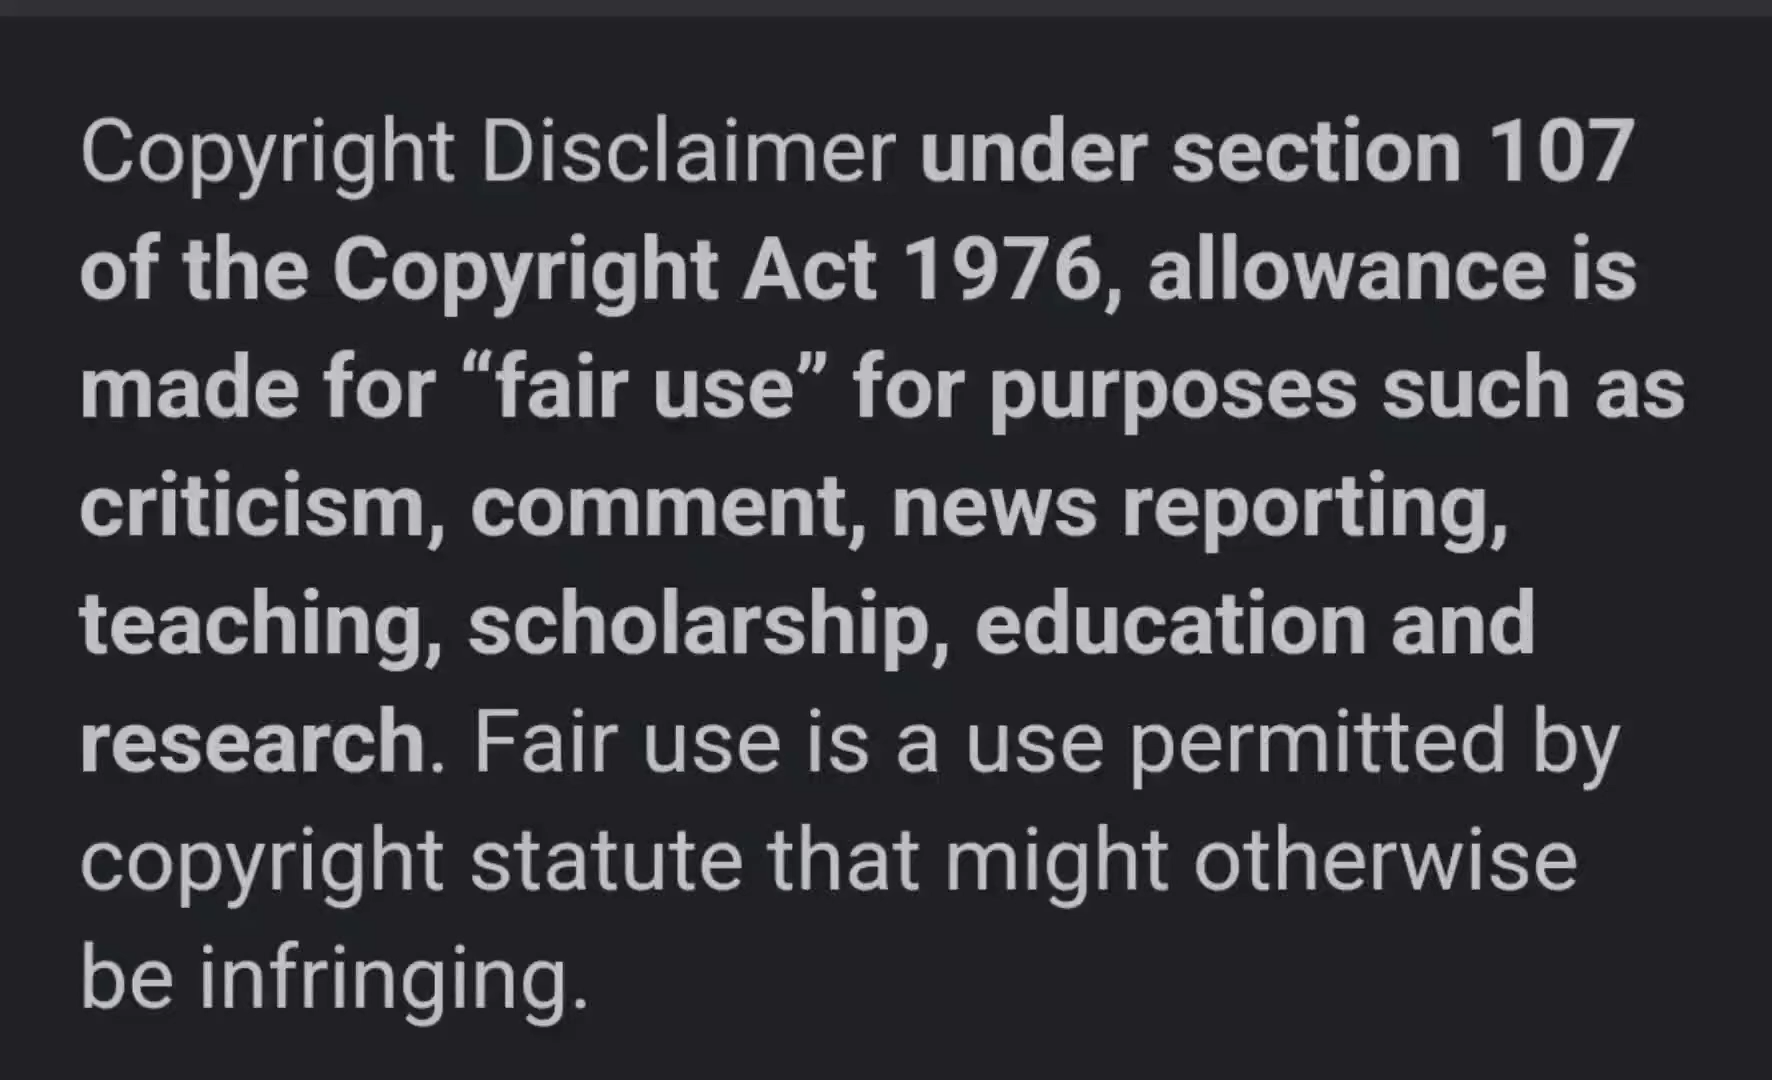 Copyright Disclaimer under section 107
of the Copyright Act 1976, allowance is
made for “fair use” for purposes such as
criticism, comment, news reporting,
teaching, scholarship, education and
research. Fair use is a use permitted by
copyright statute that might otherwise
be infringing.